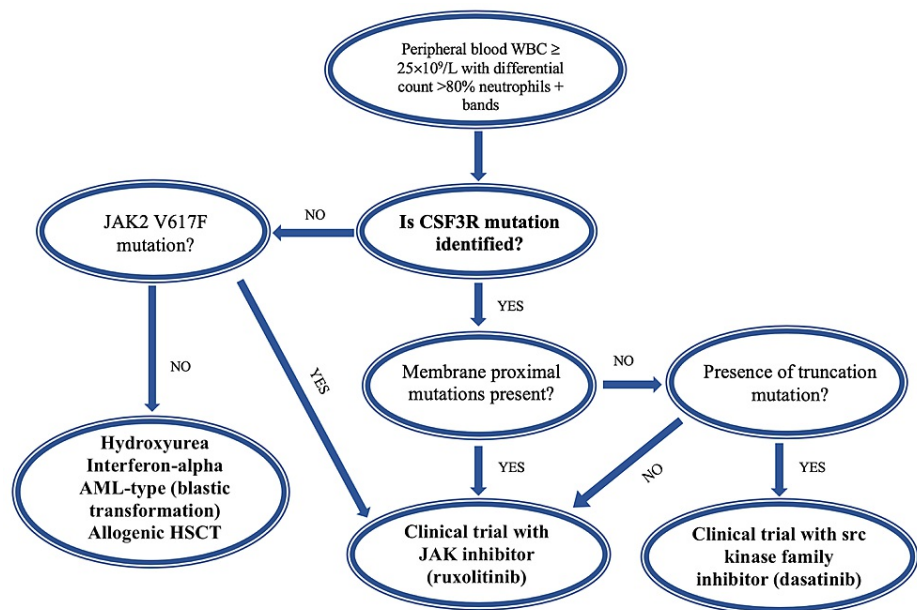 Peripheral blood WBC ≥
25×10⁹/L with differential
count >80% neutrophils +
bands
JAK2 V617F
mutation?
NO
Is CSF3R mutation
identified?
YES
NO
YES
Membrane proximal
mutations present?
NO
Presence of truncation
mutation?
Hydroxyurea
Interferon-alpha
AML-type (blastic
transformation)
Allogenic HSCT
YES
NO
YES
Clinical trial with
JAK inhibitor
(ruxolitinib)
Clinical trial with src
kinase family
inhibitor (dasatinib)